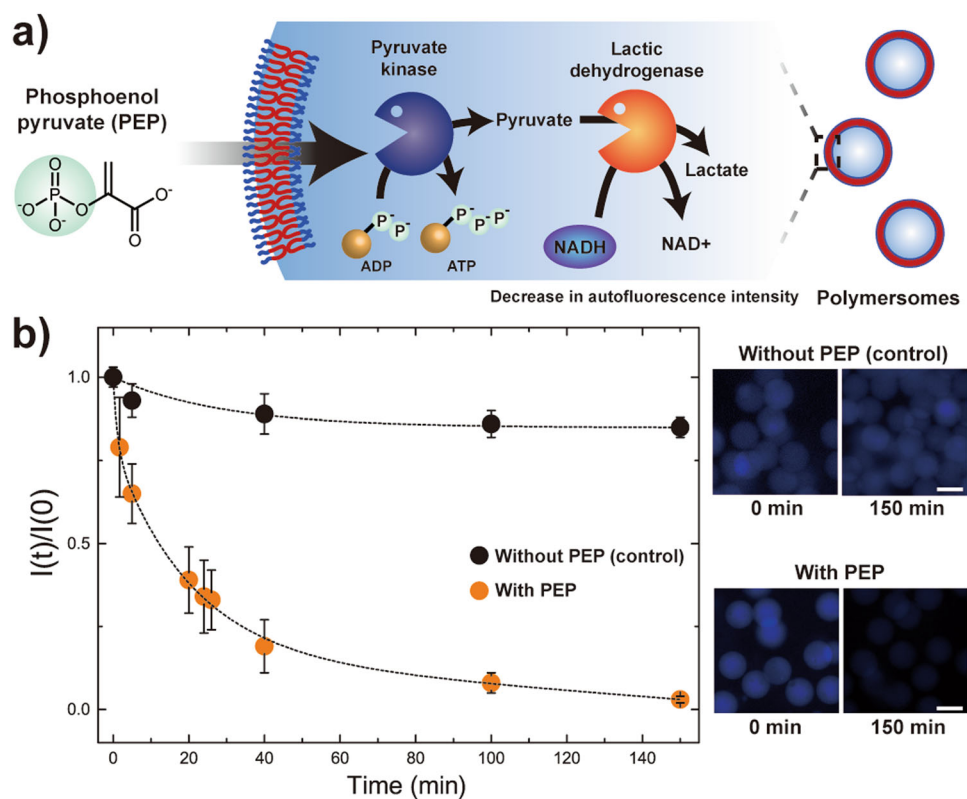 a)
Phosphoenol
pyruvate (PEP)
O
O⁻
P
O
O⁻
O
O⁻
Pyruvate
kinase
P⁻
P⁻
ADP
P⁻
P⁻
P⁻
ATP
Pyruvate
Lactic
dehydrogenase
Lactate
NADH
NAD+
Decrease in autofluorescence intensity
Polymersomes
b)
I(t)/I(0)
1.0
0.5
0.0
0
20
40
60
80
100
120
140
Time (min)
Without PEP (control)
With PEP
Without PEP (control)
0 min
150 min
With PEP
0 min
150 min